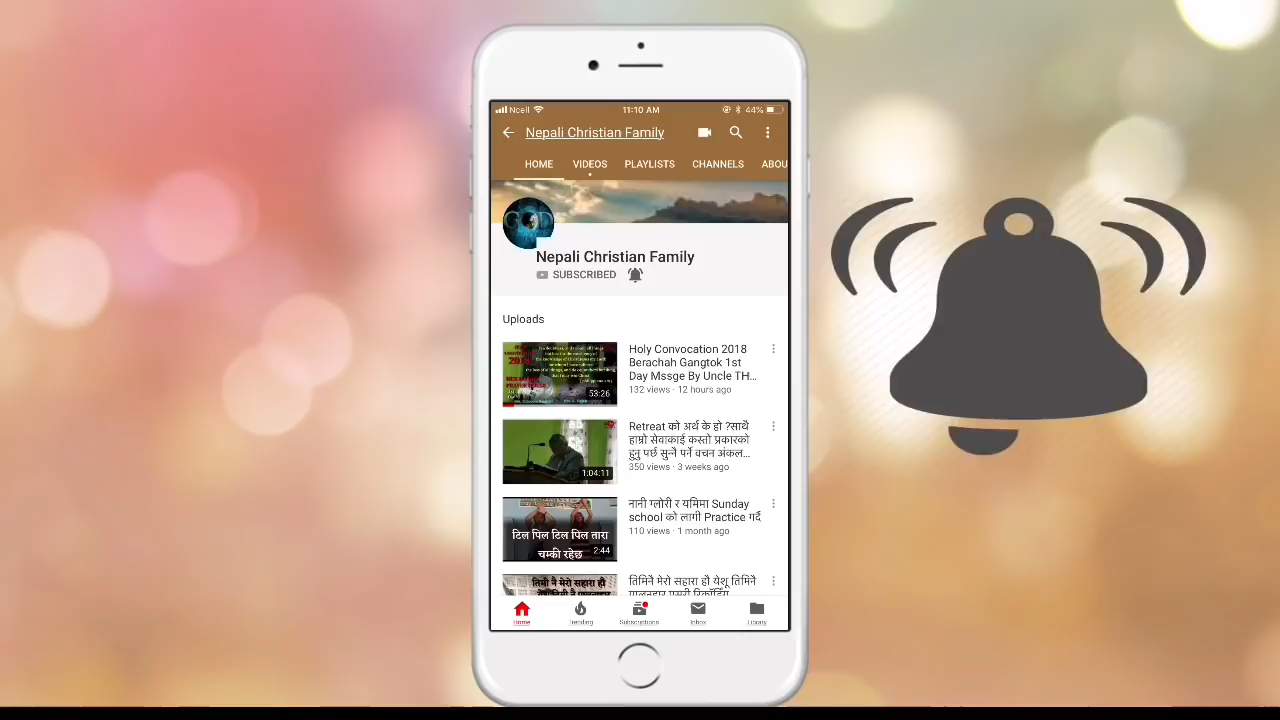 Ncell
11:10 AM
44%
Nepali Christian Family
HOME VIDEOS PLAYLISTS CHANNELS ABOU
GOD
Nepali Christian Family
SUBSCRIBED
Uploads
Holy Convocation 2018
Berachah Gangtok 1st
Day Mssge By Uncle TH...
132 views · 12 hours ago
53:26
Retreat को अर्थ के हो ?साथै
हाम्रो सेवाकाई कस्तो प्रकारको
हुनु पर्छ सुन्नै पर्ने वचन अंकल...
350 views · 3 weeks ago
1:04:11
नानी ग्लोरी र यमिमा Sunday
school को लागी Practice गर्दै
110 views · 1 month ago
टिल पिल टिल पिल तारा
चम्की रहेछ
2:44
तिमिनै मेरो सहारा हौ येशू तिमिनै
तिमी नै मेरो सहारा हौ
Home Trending Subscriptions Inbox Library